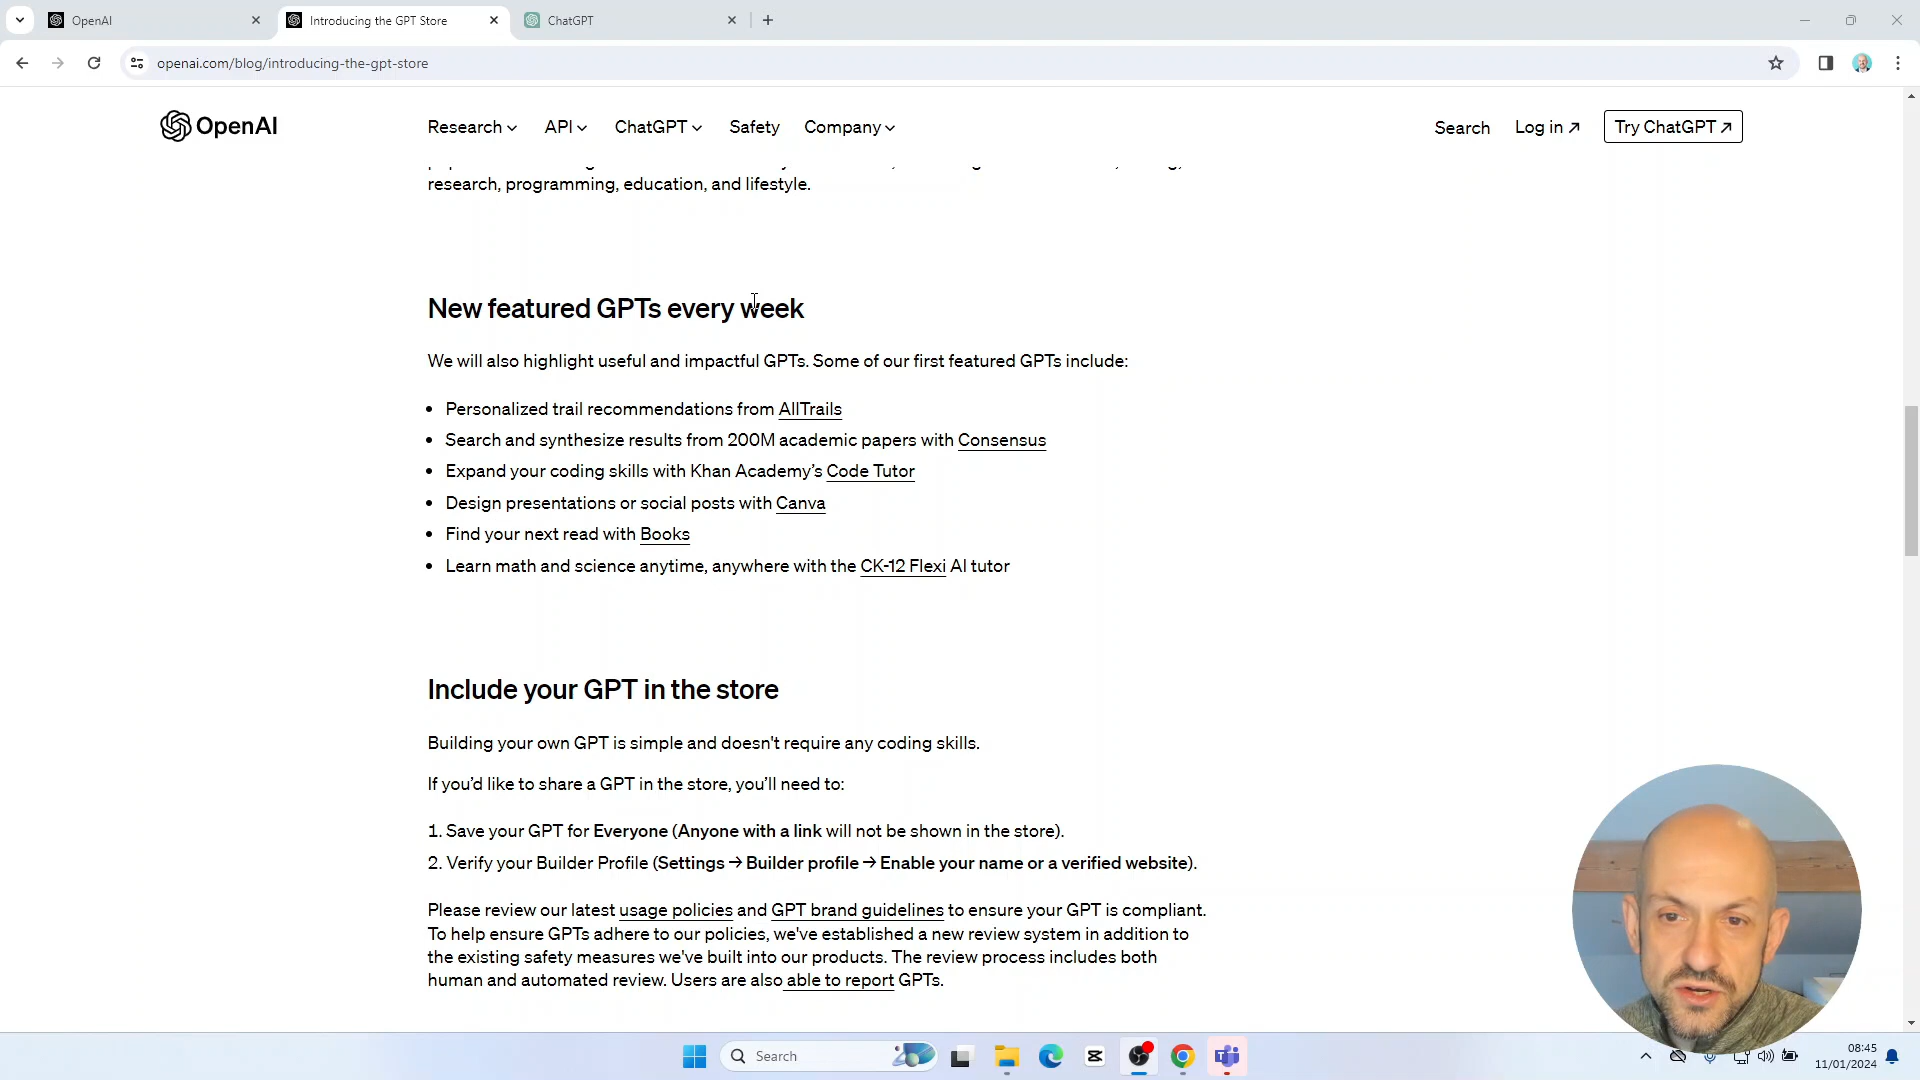 OpenAI
Introducing the GPT Store
ChatGPT
openai.com/blog/introducing-the-gpt-store
OpenAI
Research
API
ChatGPT
Safety
Company
Search
Log in ↗
Try ChatGPT ↗
research, programming, education, and lifestyle.
New featured GPTs every week
We will also highlight useful and impactful GPTs. Some of our first featured GPTs include:
• Personalized trail recommendations from AllTrails
• Search and synthesize results from 200M academic papers with Consensus
• Expand your coding skills with Khan Academy’s Code Tutor
• Design presentations or social posts with Canva
• Find your next read with Books
• Learn math and science anytime, anywhere with the CK-12 Flexi AI tutor
Include your GPT in the store
Building your own GPT is simple and doesn't require any coding skills.
If you’d like to share a GPT in the store, you’ll need to:
1. Save your GPT for Everyone (Anyone with a link will not be shown in the store).
2. Verify your Builder Profile (Settings → Builder profile → Enable your name or a verified website).
Please review our latest usage policies and GPT brand guidelines to ensure your GPT is compliant.
To help ensure GPTs adhere to our policies, we've established a new review system in addition to
the existing safety measures we've built into our products. The review process includes both
human and automated review. Users are also able to report GPTs.
Search
08:45
11/01/2024